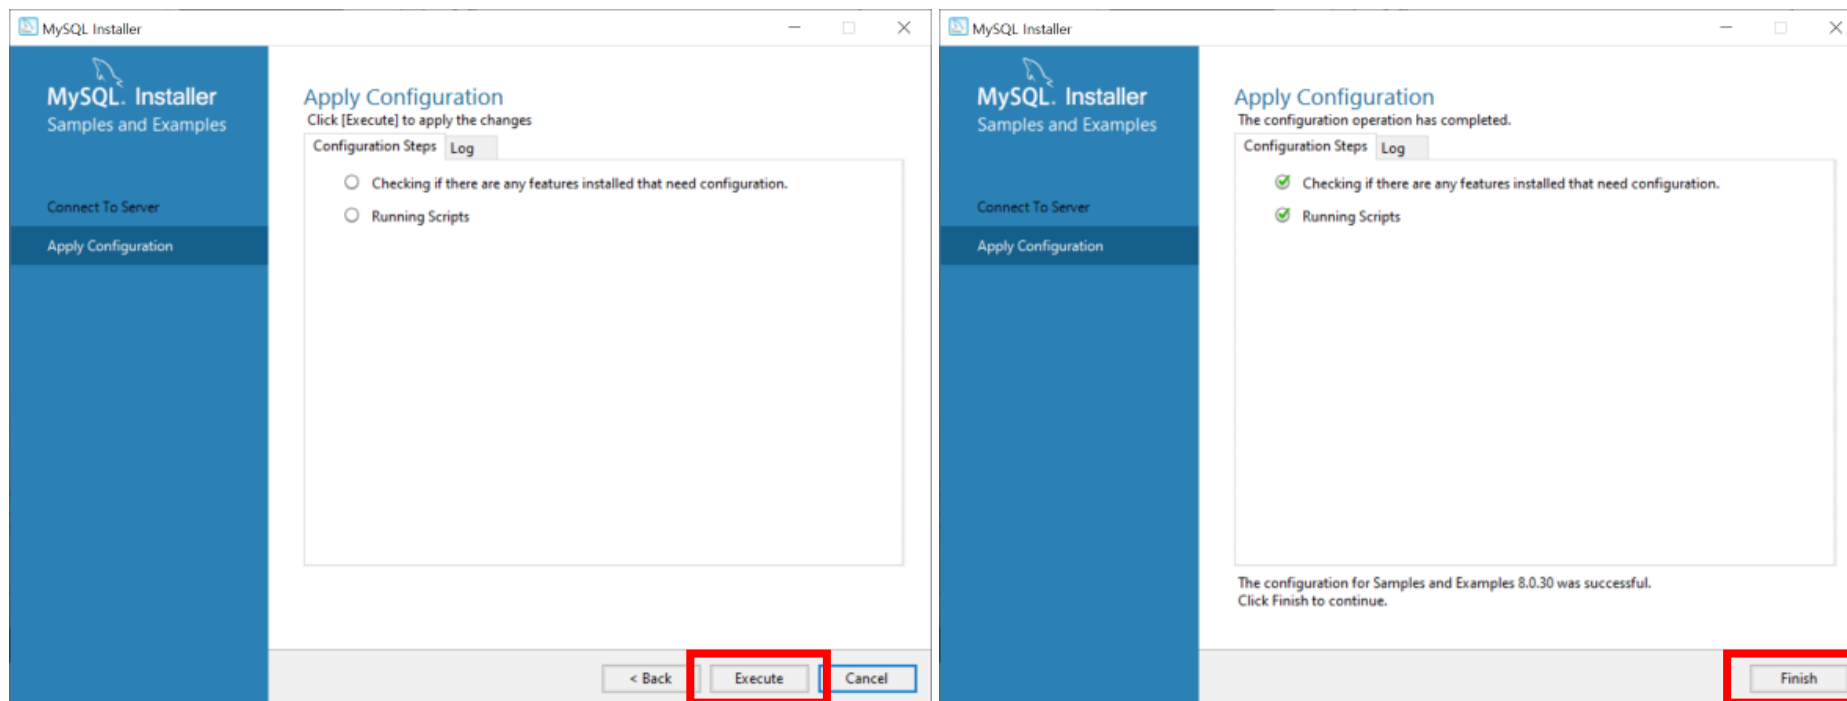 MySQL Installer
MySQL. Installer
Samples and Examples
Connect To Server
Apply Configuration
Apply Configuration
Click [Execute] to apply the changes
Configuration Steps
Log
Checking if there are any features installed that need configuration.
Running Scripts
< Back
Execute
Cancel
MySQL Installer
MySQL. Installer
Samples and Examples
Connect To Server
Apply Configuration
Apply Configuration
The configuration operation has completed.
Configuration Steps
Log
Checking if there are any features installed that need configuration.
Running Scripts
The configuration for Samples and Examples 8.0.30 was successful.
Click Finish to continue.
Finish